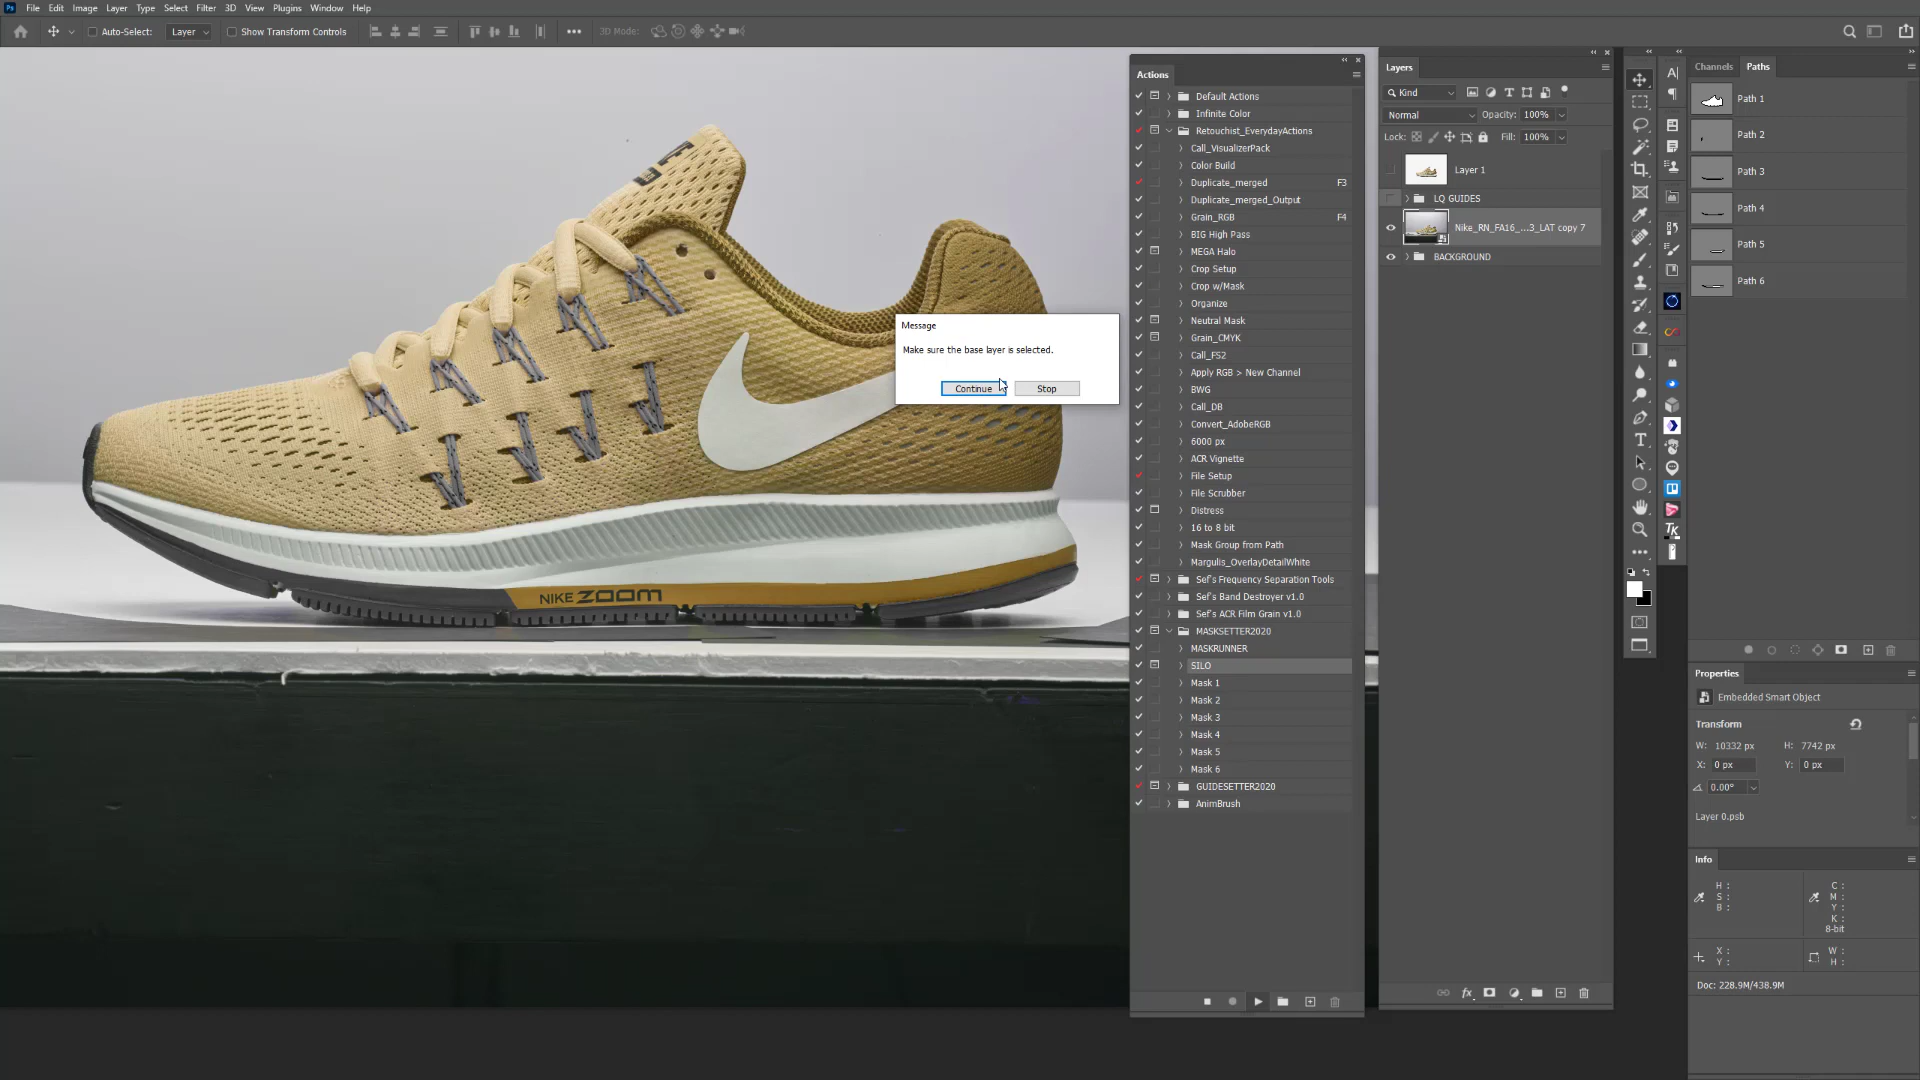 Ps File Edit Image Layer Type Select Filter 3D View Plugins Window Help
Auto-Select: Layer Show Transform Controls ••• 3D Mode:
Message
Make sure the base layer is selected.
Continue Stop
NIKE ZOOM
Actions
Default Actions
Infinite Color
Retouchist_EverydayActions
Call_VisualizerPack
Color Build
Duplicate_merged F3
Duplicate_merged_Output
Grain_RGB F4
BIG High Pass
MEGA Halo
Crop Setup
Crop w/Mask
Organize
Neutral Mask
Grain_CMYK
Call_FS2
Apply RGB > New Channel
BWG
Call_DB
Convert_AdobeRGB
6000 px
ACR Vignette
File Setup
File Scrubber
Distress
16 to 8 bit
Mask Group from Path
Margulis_OverlayDetailWhite
Sef's Frequency Separation Tools
Sef's Band Destroyer v1.0
Sef's ACR Film Grain v1.0
MASKSETTER2020
MASKRUNNER
SILO
Mask 1
Mask 2
Mask 3
Mask 4
Mask 5
Mask 6
GUIDESETTER2020
AnimBrush
Layers
Kind
Normal Opacity: 100%
Lock: Fill: 100%
Layer 1
LQ GUIDES
Nike_RN_FA16_...3_LAT copy 7
BACKGROUND
fx
TK
Channels Paths
Path 1
Path 2
Path 3
Path 4
Path 5
Path 6
Properties
Embedded Smart Object
Transform
W: 10332 px H: 7742 px
X: 0 px Y: 0 px
0.00°
Layer 0.psb
Info
H : C :
S : M :
B : Y :
K :
8-bit
X : W :
Y : H :
Doc: 228.9M/438.9M